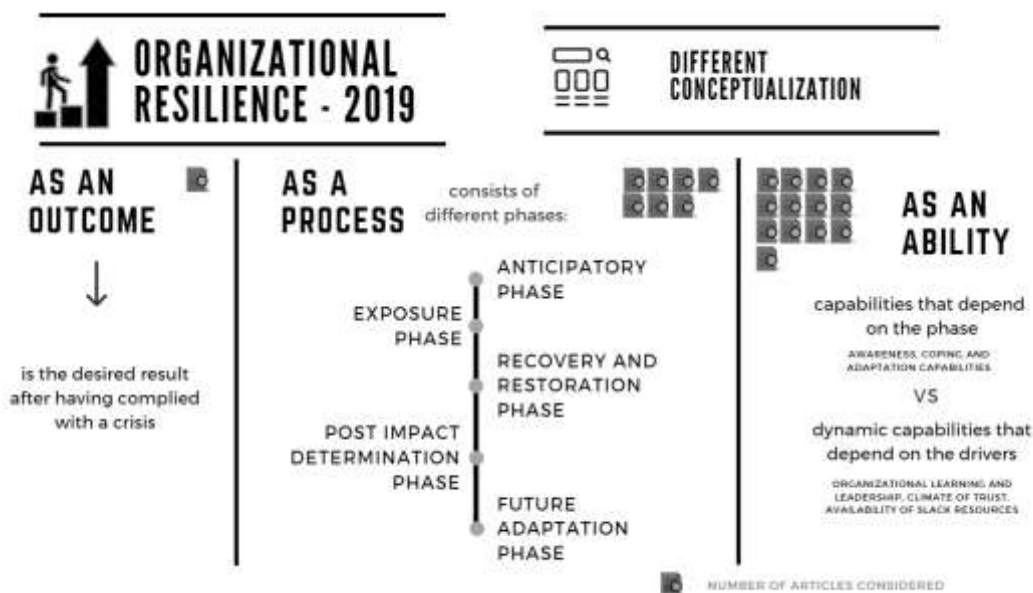 ORGANIZATIONAL
RESILIENCE - 2019
DIFFERENT
CONCEPTUALIZATION
AS AN
OUTCOME
is the desired result
after having complied
with a crisis
AS A
PROCESS
consists of
different phases:
ANTICIPATORY
PHASE
EXPOSURE
PHASE
RECOVERY AND
RESTORATION
PHASE
POST IMPACT
DETERMINATION
PHASE
FUTURE
ADAPTATION
PHASE
AS AN
ABILITY
capabilities that depend
on the phase
AWARENESS, COPING AND
ADAPTATION CAPABILITIES
VS
dynamic capabilities that
depend on the drivers
ORGANIZATIONAL LEARNING AND
LEADERSHIP, CLIMATE OF TRUST,
AVAILABILITY OF SLACK RESOURCES
NUMBER OF ARTICLES CONSIDERED